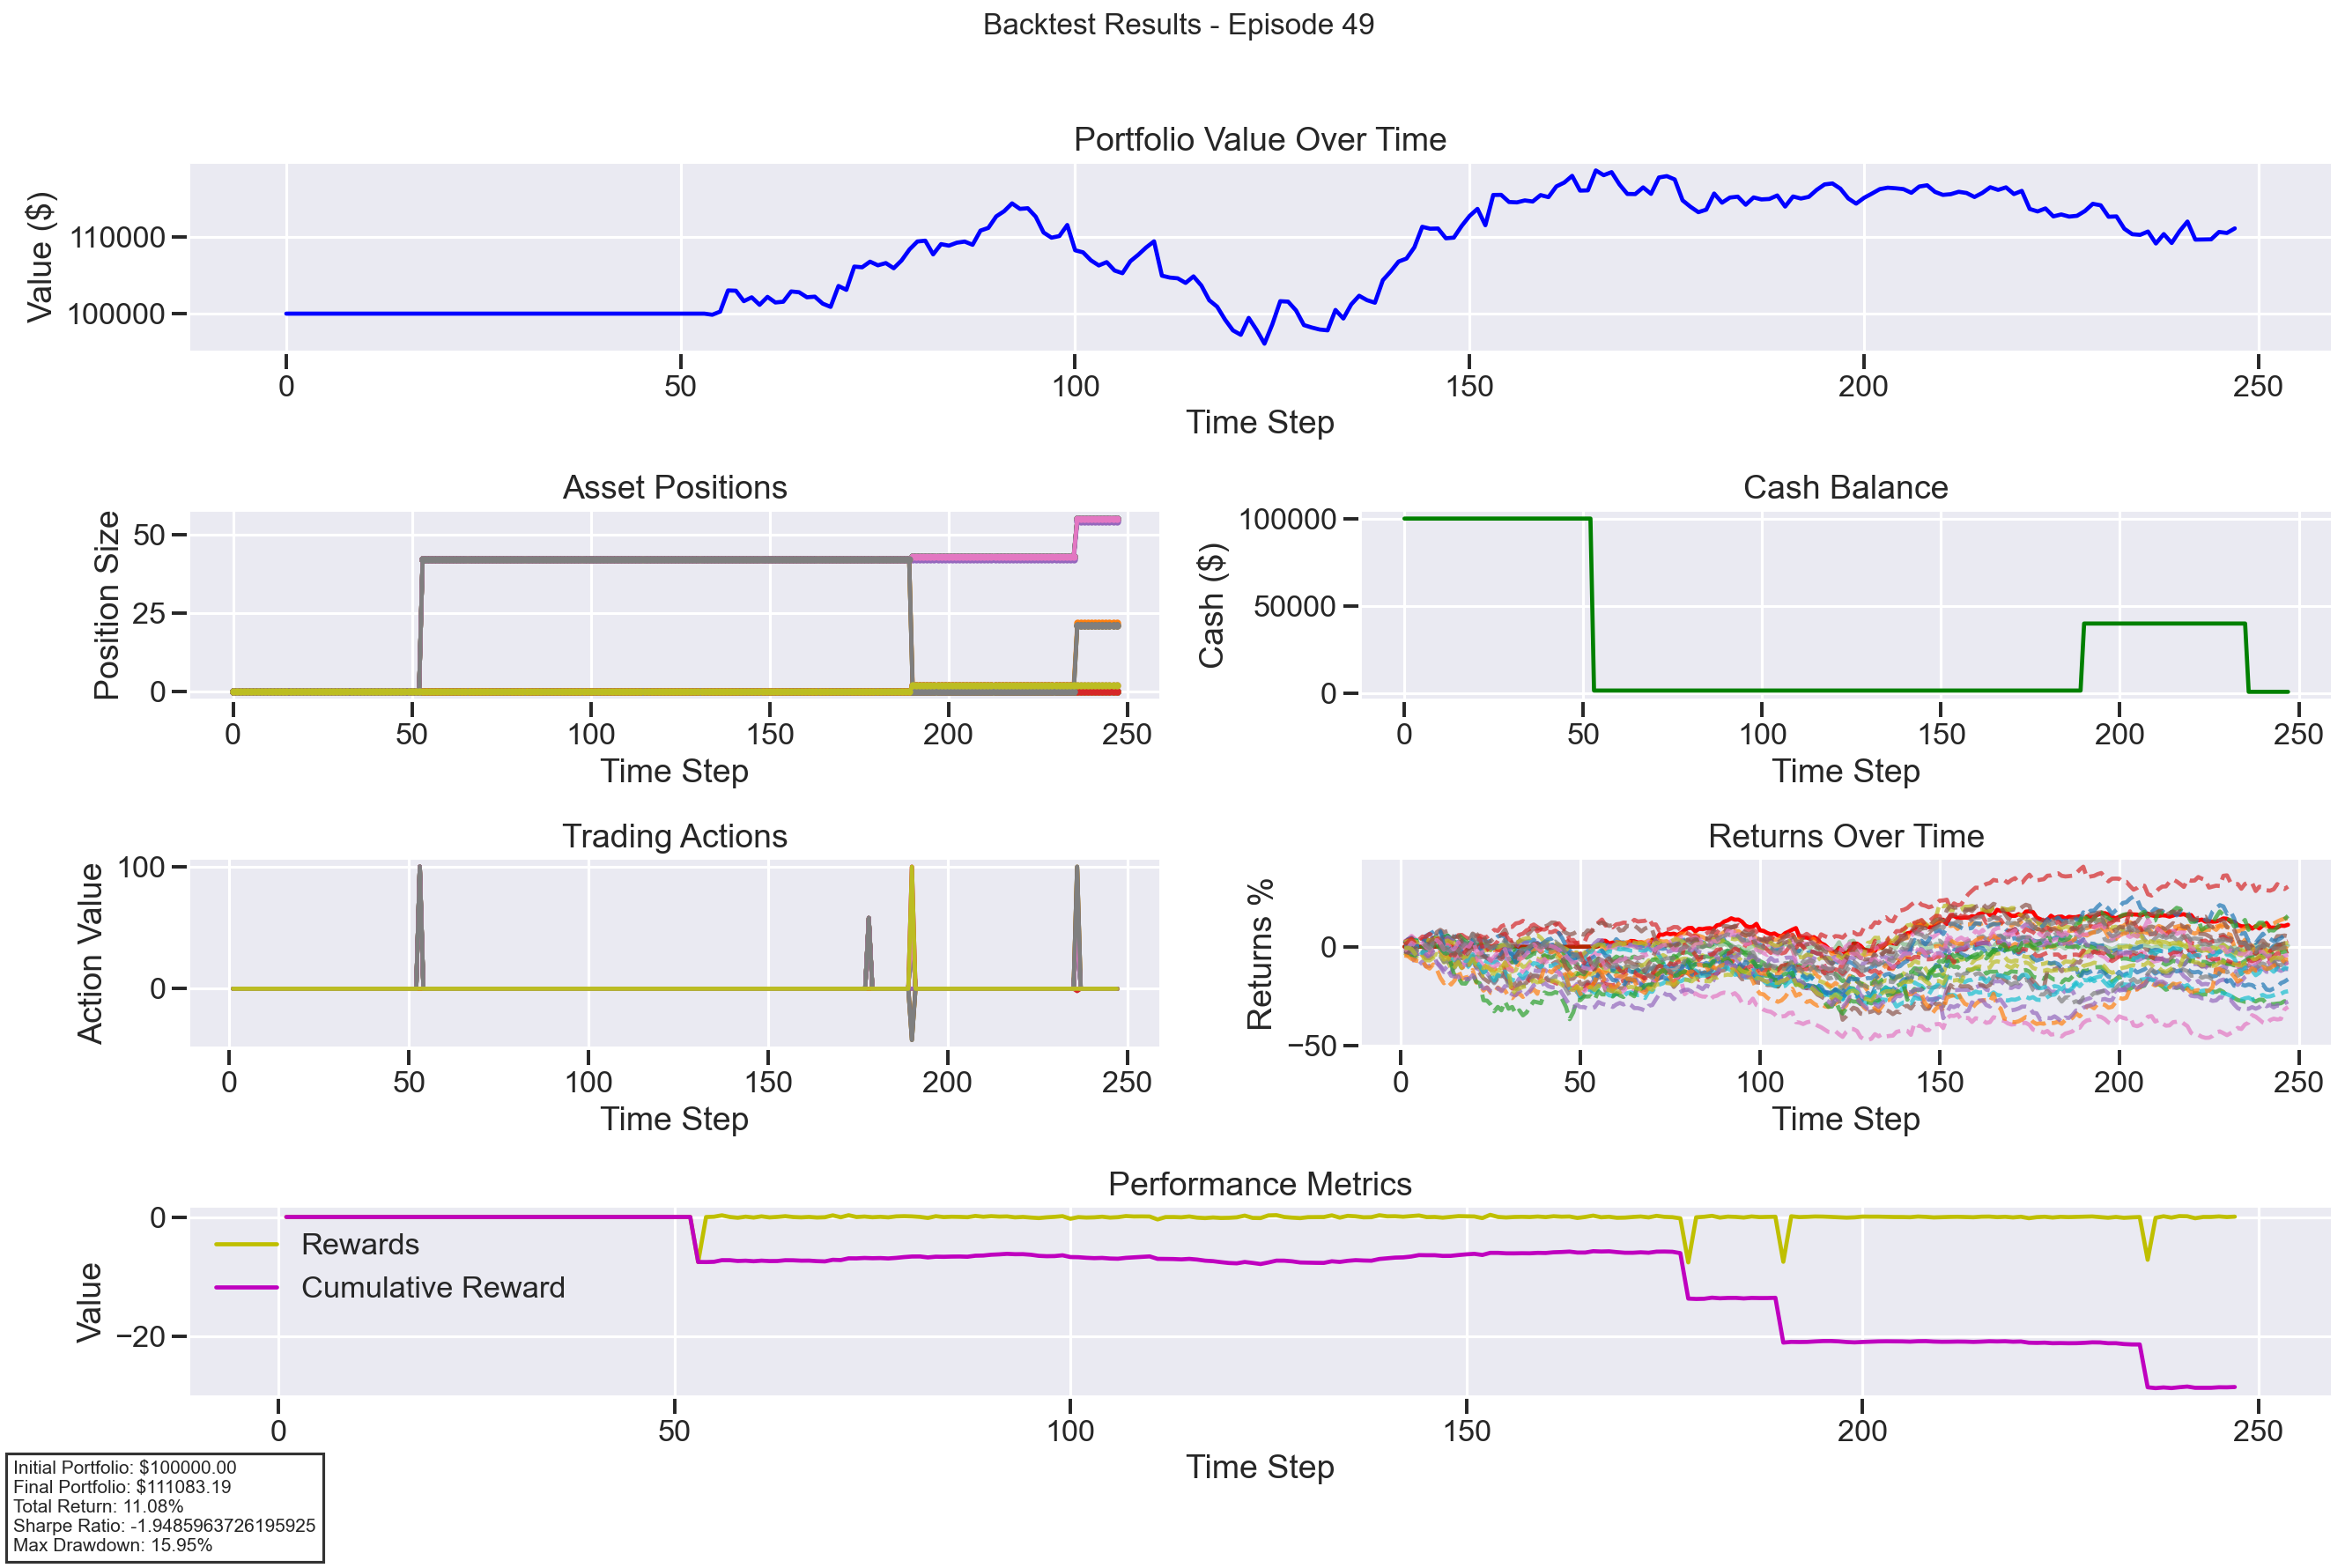 Backtest Results - Episode 49
Portfolio Value Over Time
Value ($)
110000
100000
0 50 100 150 200 250
Time Step
Asset Positions
Position Size
50
25
0
0 50 100 150 200 250
Time Step
Cash Balance
Cash ($)
100000
50000
0
0 50 100 150 200 250
Time Step
Trading Actions
Action Value
100
0
0 50 100 150 200 250
Time Step
Returns Over Time
Returns %
0
−50
0 50 100 150 200 250
Time Step
Performance Metrics
Value
0
−20
Rewards
Cumulative Reward
0 50 100 150 200 250
Time Step
Initial Portfolio: $100000.00
Final Portfolio: $111083.19
Total Return: 11.08%
Sharpe Ratio: -1.9485963726195925
Max Drawdown: 15.95%